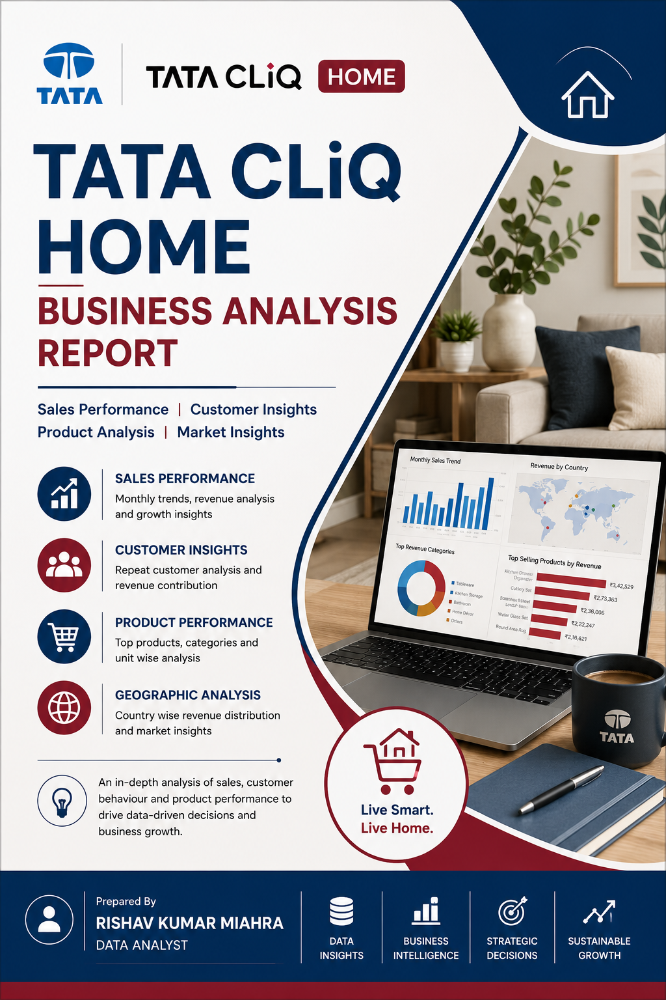 TATA
TATA CLiQ HOME
TATA CLiQ
HOME
BUSINESS ANALYSIS
REPORT
Sales Performance | Customer Insights
Product Analysis | Market Insights
SALES PERFORMANCE
Monthly trends, revenue analysis
and growth insights
CUSTOMER INSIGHTS
Repeat customer analysis and
revenue contribution
PRODUCT PERFORMANCE
Top products, categories and
unit wise analysis
GEOGRAPHIC ANALYSIS
Country wise revenue distribution
and market insights
An in-depth analysis of sales, customer
behaviour and product performance to
drive data-driven decisions and
business growth.
Monthly Sales Trend
Revenue by Country
Top Revenue Categories
Tableware
Kitchen Storage
Bathroom
Home Décor
Others
Top Selling Products by Revenue
Kitchen
₹3,42,529
Cutlery Set
₹2,73,363
₹2,36,006
Water Glass Set
₹2,22,247
Round Area Rug
₹2,16,621
TATA
Live Smart.
Live Home.
Prepared By
RISHAV KUMAR MIAHRA
DATA ANALYST
DATA
INSIGHTS
BUSINESS
INTELLIGENCE
STRATEGIC
DECISIONS
SUSTAINABLE
GROWTH